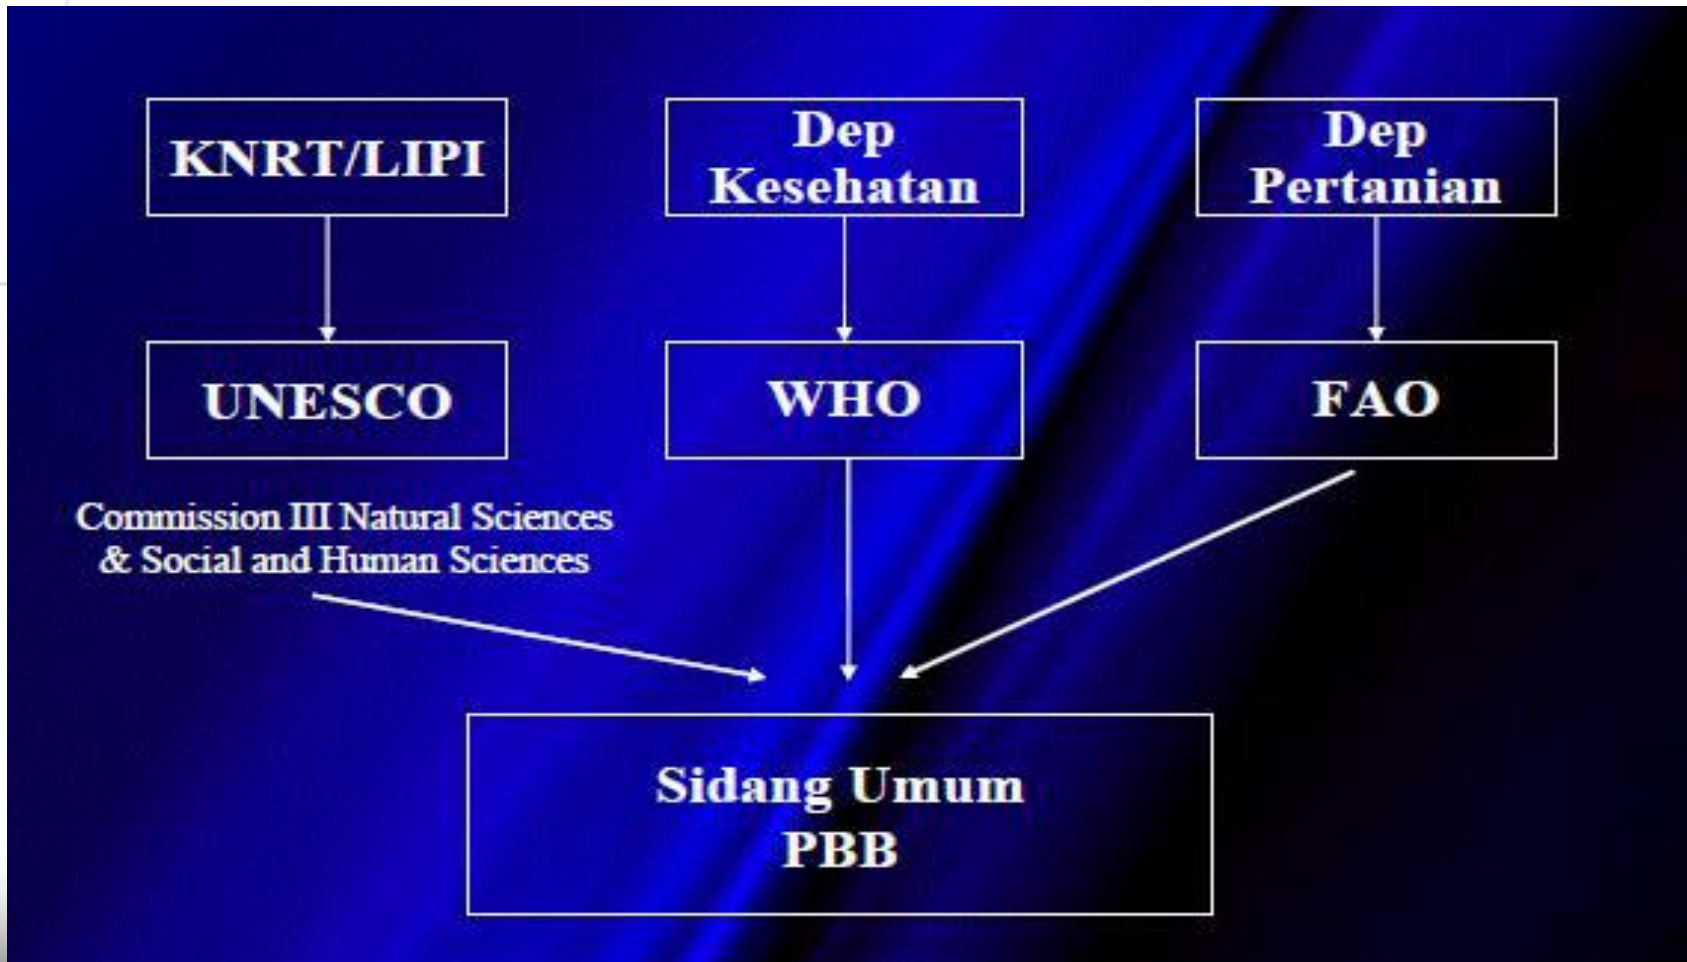 KNRT/LIPI
Dep
Kesehatan
Dep
Pertanian
UNESCO
WHO
FAO
Commission III Natural Sciences
& Social and Human Sciences
Sidang Umum
PBB